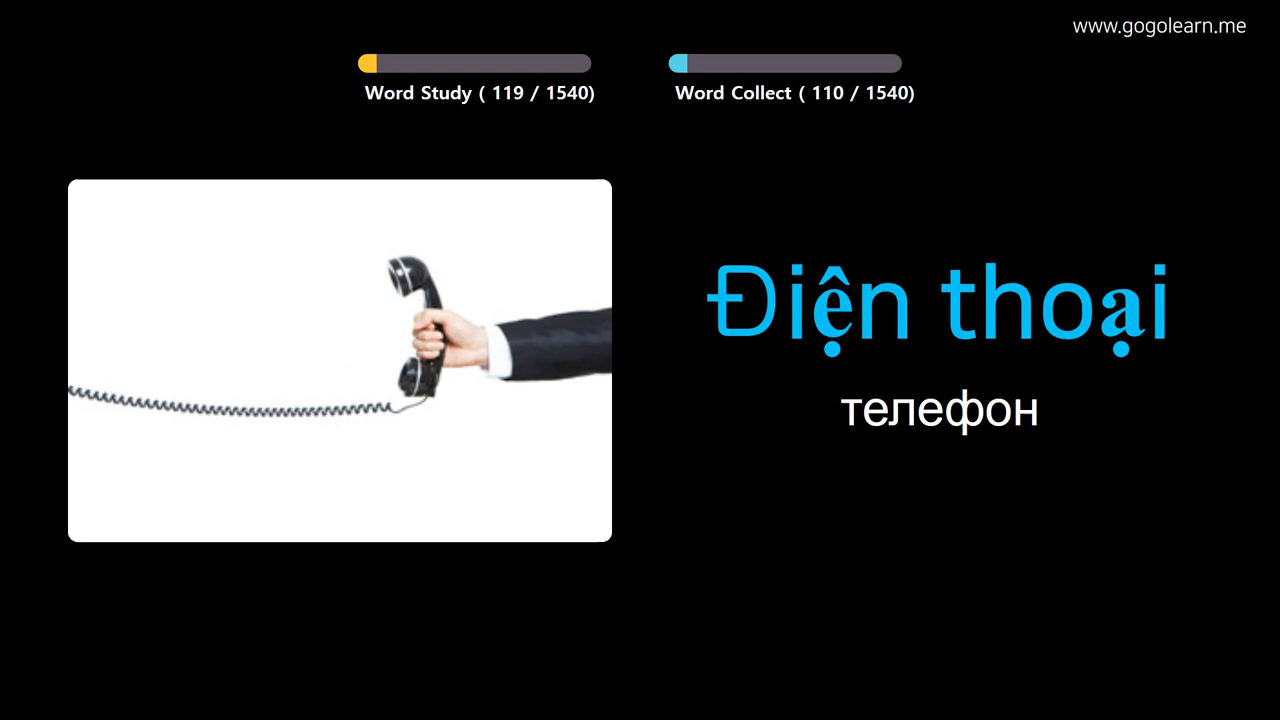 www.gogolearn.me
Word Study ( 119 / 1540)
Word Collect ( 110 / 1540)
Điện thoại
телефон